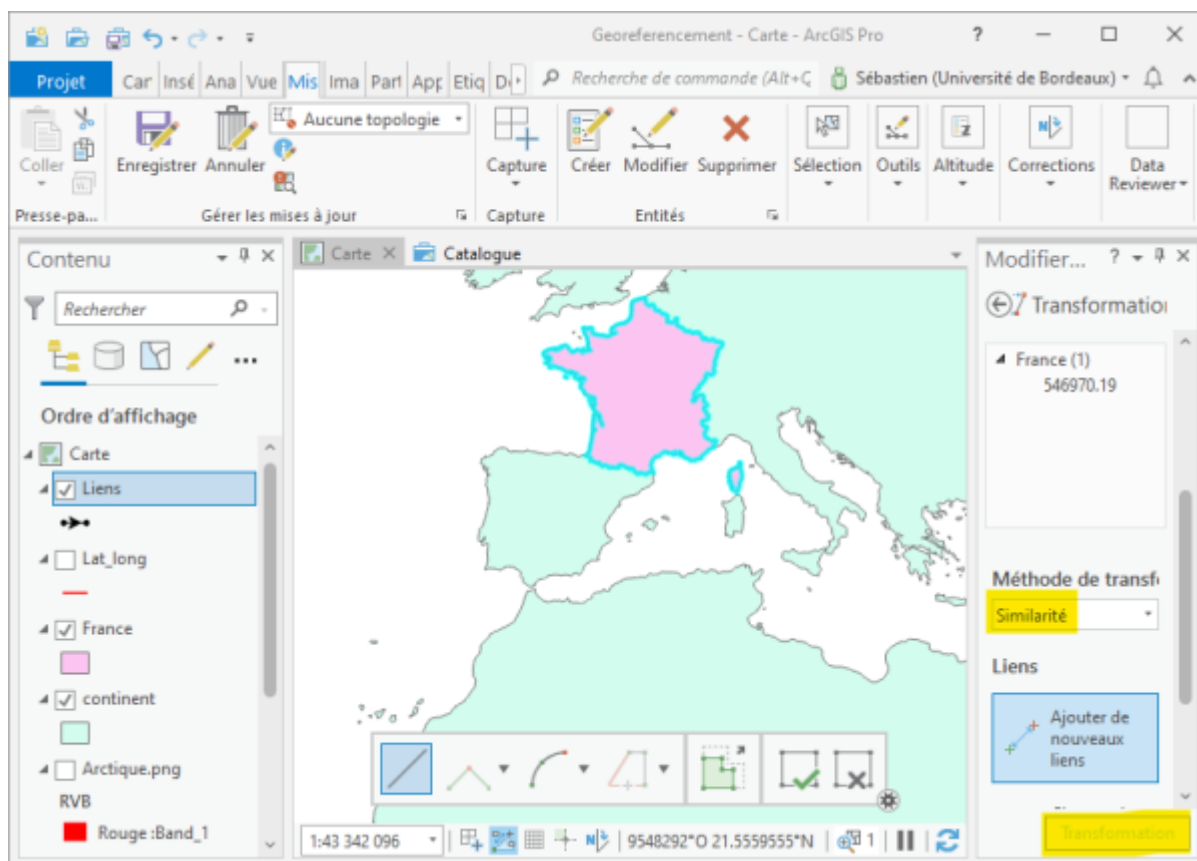 Georeferencement - Carte - ArcGIS Pro ?
Projet Car Insé Ana Vue Mis Ima Part App Etiq Do Recherche de commande (Alt+Q Sébastien (Université de Bordeaux)
Aucune topologie
Coller Enregistrer Annuler Capture Créer Modifier Supprimer Sélection Outils Altitude Corrections Data
Reviewer
Presse-pa... Gérer les mises à jour Capture Entités
Contenu
Carte Catalogue
Modifier... ?
Rechercher
Transformation
France (1)
546970.19
Ordre d'affichage
Carte
Liens
Lat_long
France
continent
Arctique.png
RVB
Rouge :Band_1
Méthode de transf
Similarité
Liens
Ajouter de
nouveaux
liens
Transformation
1:43 342 096 9548292°O 21.5559555°N 1